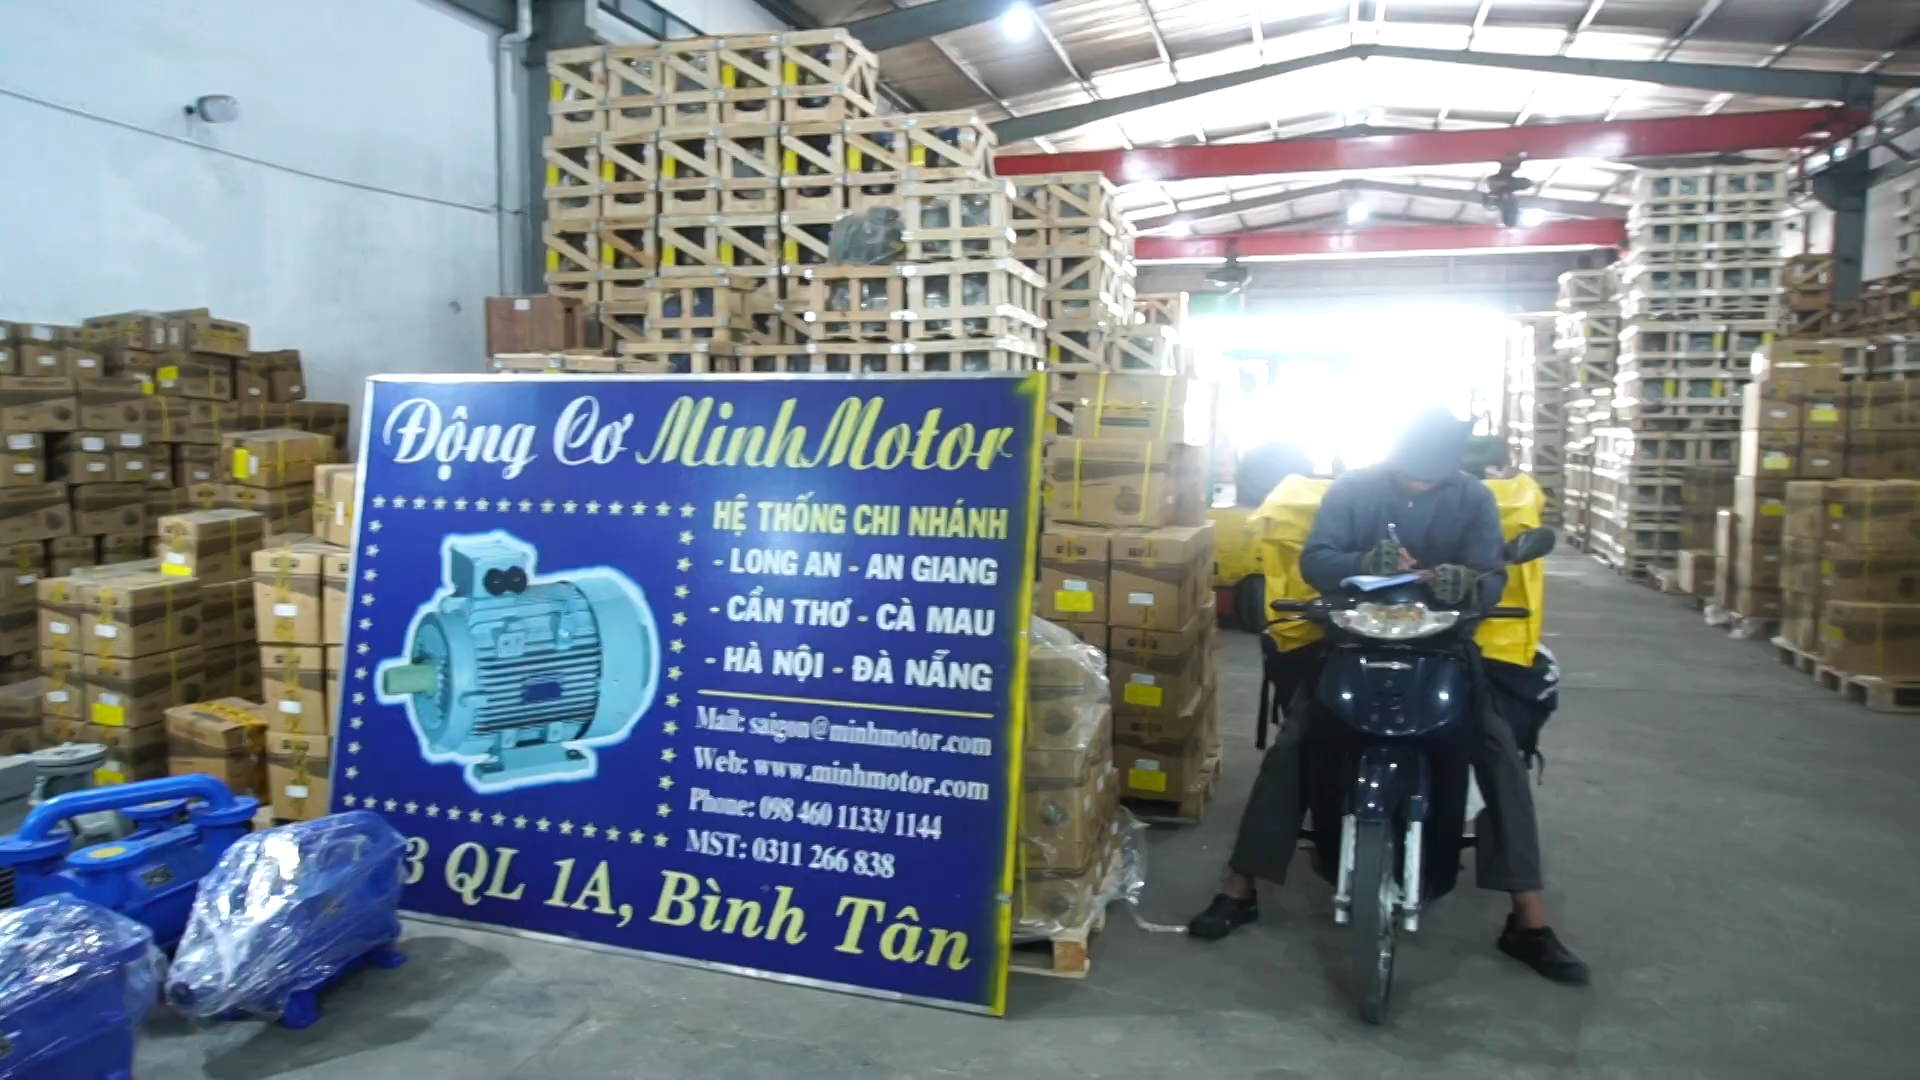 Động Cơ MinhMotor
HỆ THỐNG CHI NHÁNH
- LONG AN - AN GIANG
- CẦN THƠ - CÀ MAU
- HÀ NỘI - ĐÀ NẴNG
Mail: saigon@minhmotor.com
Web: www.minhmotor.com
Phone: 098 460 1133/ 1144
MST: 0311 266 838
3 QL 1A, Bình Tân